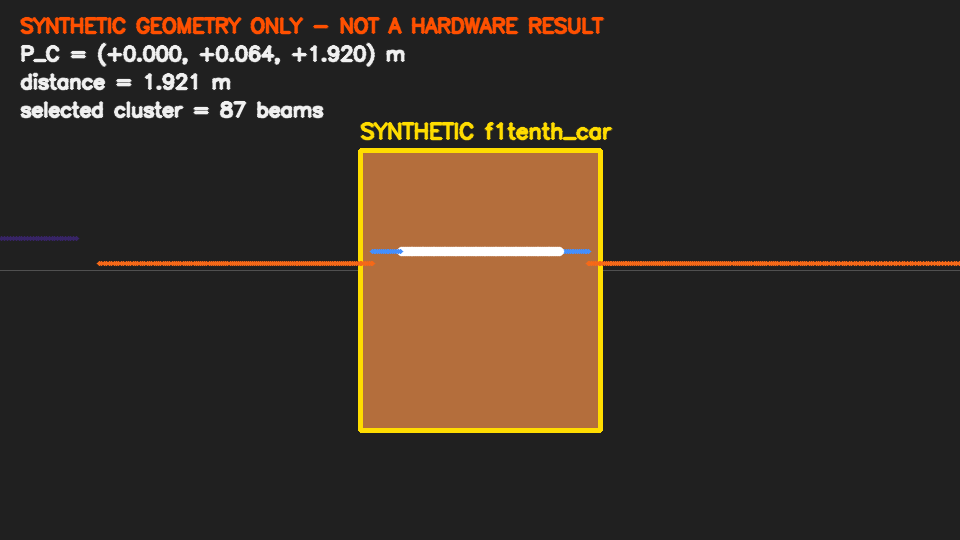 SYNTHETIC GEOMETRY ONLY - NOT A HARDWARE RESULT
P_C = (+0.000, +0.064, +1.920) m
distance = 1.921 m
selected cluster = 87 beams
SYNTHETIC f1tenth_car